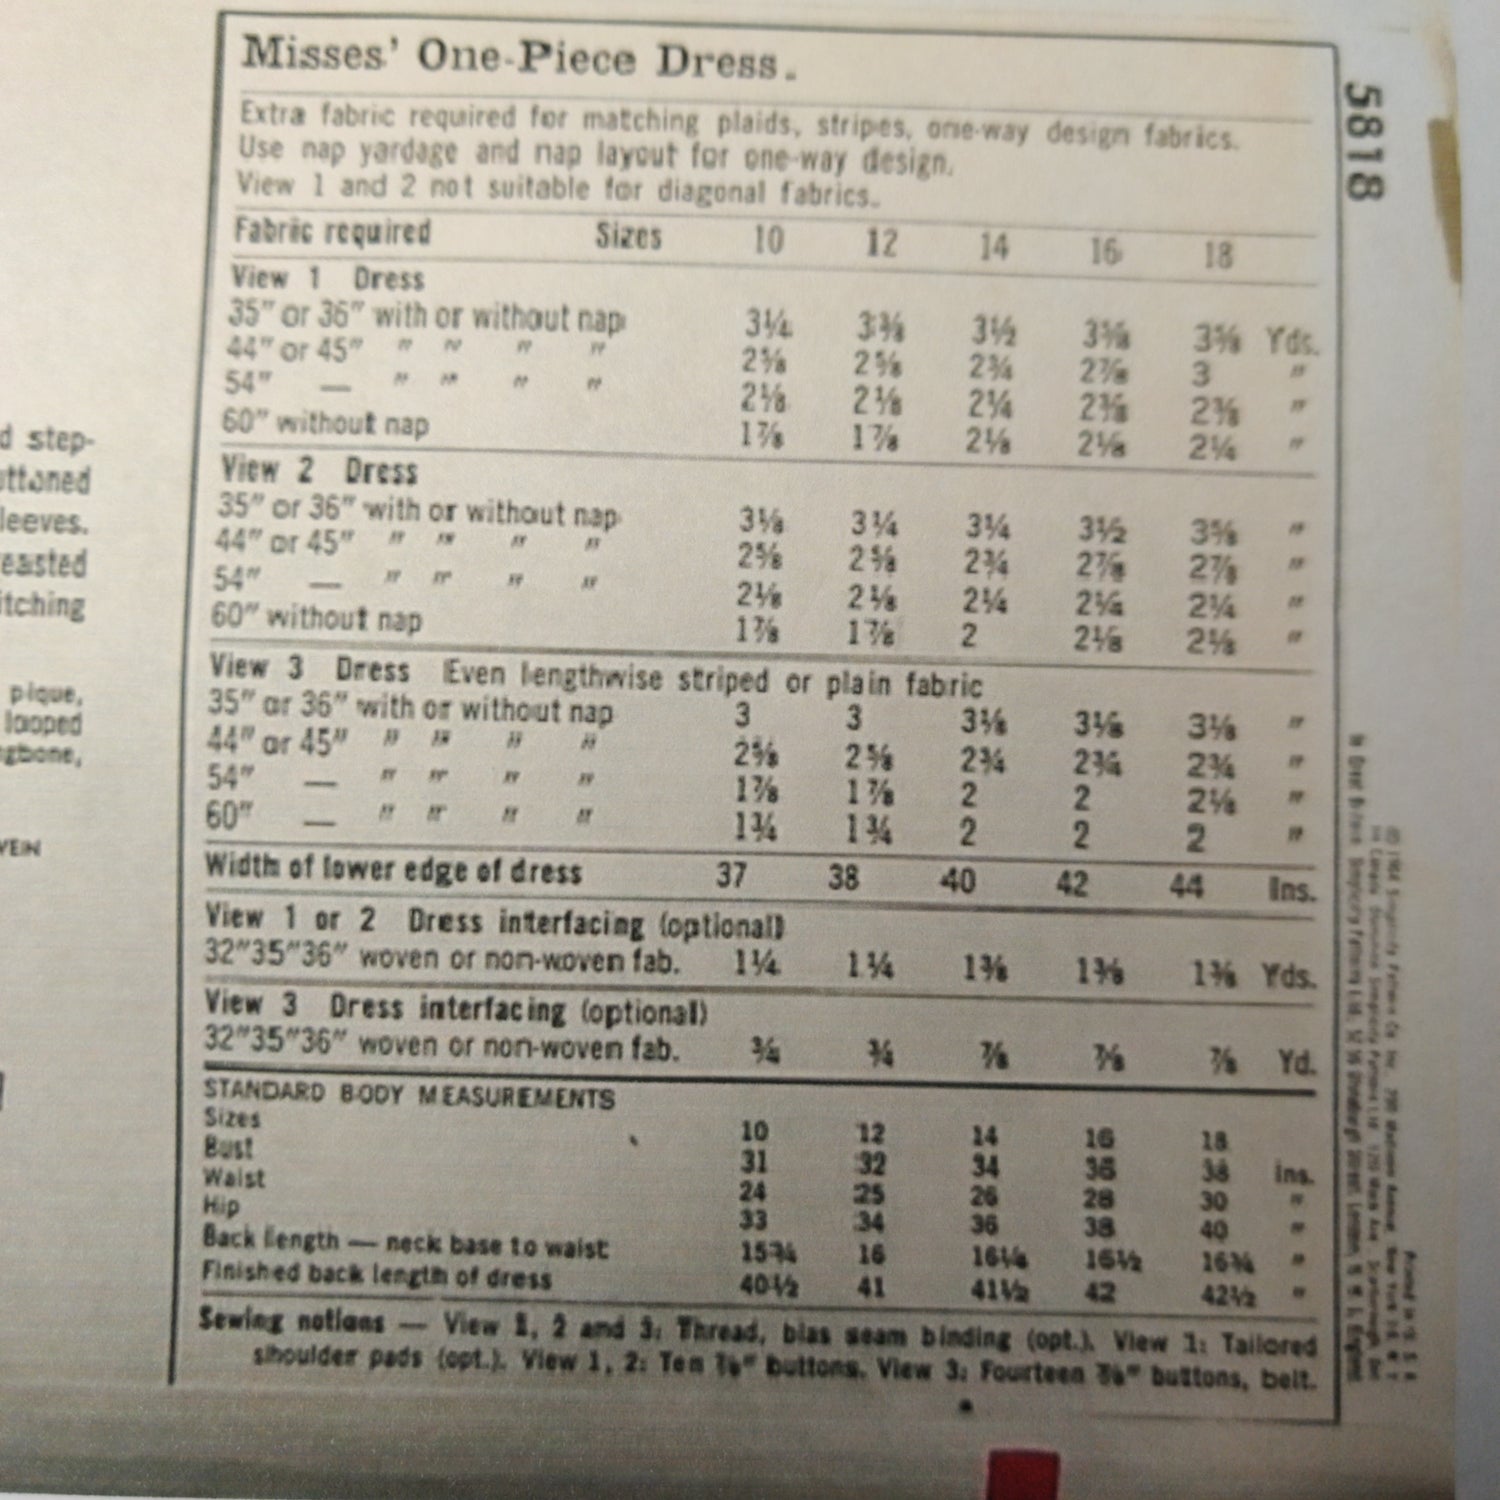 Misses' One-Piece Dress.
Extra fabric required for matching plaids, stripes, one-way design fabrics.
Use nap yardage and nap layout for one-way design.
View 1 and 2 not suitable for diagonal fabrics.
Fabric required Sizes 10 12 14 16 18
View 1 Dress
35" or 36" with or without nap 3¼ 3⅜ 3½ 3⅝ 3⅝ Yds.
44" or 45" " " " " 2⅝ 2⅝ 2¾ 2⅞ 3 "
54" — " " " " 2⅛ 2⅛ 2¼ 2⅜ 2⅜ "
60" without nap 1⅞ 1⅞ 2⅛ 2⅛ 2¼ "
View 2 Dress
35" or 36" with or without nap 3⅛ 3¼ 3¼ 3½ 3⅝ "
44" or 45" " " " " 2⅝ 2⅝ 2¾ 2⅞ 2⅞ "
54" — " " " " 2⅛ 2⅛ 2¼ 2¼ 2¼ "
60" without nap 1⅞ 1⅞ 2 2⅛ 2⅛ "
View 3 Dress Even lengthwise striped or plain fabric
35" or 36" with or without nap 3 3 3⅛ 3⅛ 3⅛ "
44" or 45" " " " " 2⅝ 2⅝ 2¾ 2¾ 2¾ "
54" — " " " " 1⅞ 1⅞ 2 2 2⅛ "
60" — " " " " 1¾ 1¾ 2 2 2 "
Width of lower edge of dress 37 38 40 42 44 Ins.
View 1 or 2 Dress interfacing (optional)
32"35"36" woven or non-woven fab. 1¼ 1¼ 1⅜ 1⅜ 1⅜ Yds.
View 3 Dress interfacing (optional)
32"35"36" woven or non-woven fab. ¾ ¾ ⅞ ⅞ ⅞ Yd.
STANDARD BODY MEASUREMENTS
Sizes 10 12 14 16 18
Bust 31 32 34 36 38 ins.
Waist 24 25 26 28 30 "
Hip 33 34 36 38 40 "
Back length — neck base to waist 15¾ 16 16¼ 16½ 16¾ "
Finished back length of dress 40½ 41 41½ 42 42½ "
Sewing notions — View 1, 2 and 3: Thread, bias seam binding (opt.). View 1: Tailored
shoulder pads (opt.). View 1, 2: Ten buttons. View 3: Fourteen buttons, belt.
5818
d step-
uttoned
leeves.
easted
itching
pique,
looped
gbone,
VEIN